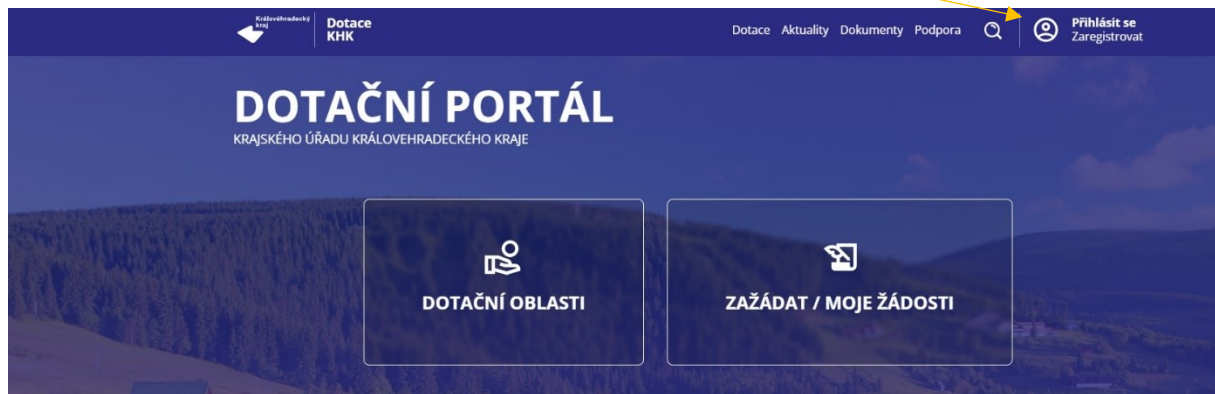 Královéhradecký
kraj
Dotace
KHK
Dotace Aktuality Dokumenty Podpora
Přihlásit se
Zaregistrovat
DOTAČNÍ PORTÁL
KRAJSKÉHO ÚŘADU KRÁLOVEHRADECKÉHO KRAJE
DOTAČNÍ OBLASTI
ZAŽÁDAT / MOJE ŽÁDOSTI